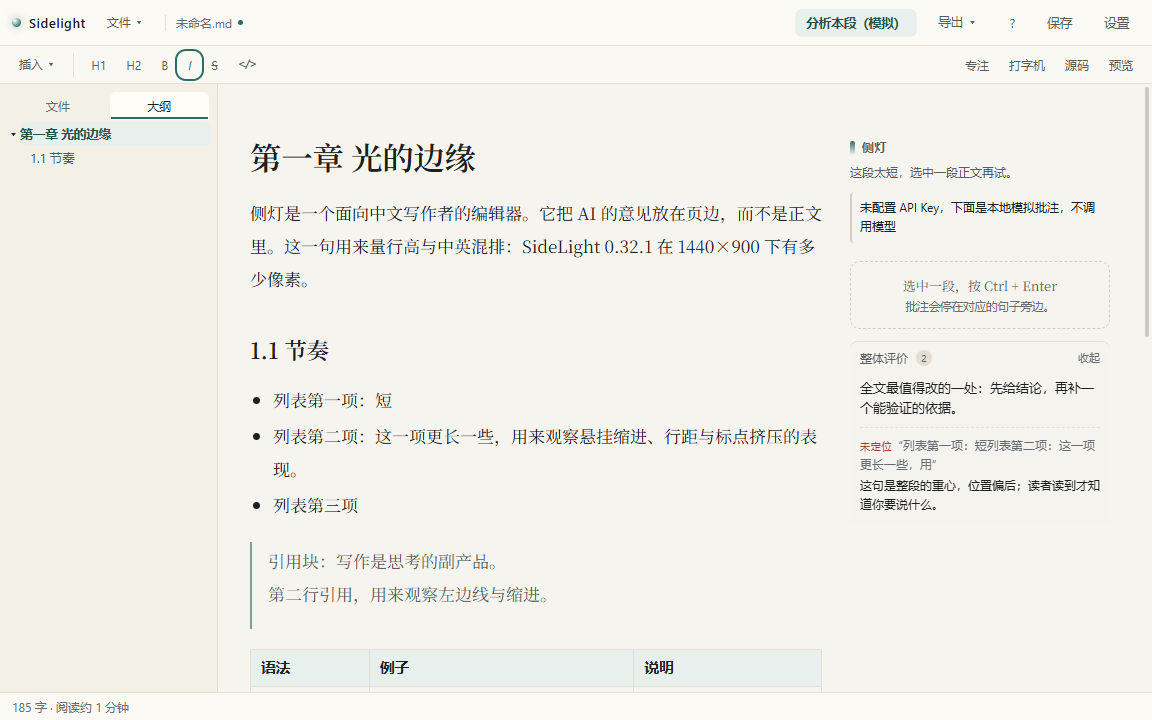 Sidelight 文件 未命名.md 分析本段（模拟） 导出 ? 保存 设置
插入 H1 H2 B I S </> 专注 打字机 源码 预览
文件 大纲
第一章 光的边缘
1.1 节奏
第一章 光的边缘
侧灯是一个面向中文写作者的编辑器。它把 AI 的意见放在页边，而不是正文
里。这一句用来量行高与中英混排：SideLight 0.32.1 在 1440×900 下有多
少像素。
1.1 节奏
列表第一项：短
列表第二项：这一项更长一些，用来观察悬挂缩进、行距与标点挤压的表
现。
列表第三项
引用块：写作是思考的副产品。
第二行引用，用来观察左边线与缩进。
语法 例子 说明
侧灯
这段太短，选中一段正文再试。
未配置 API Key，下面是本地模拟批注，不调
用模型
选中一段，按 Ctrl + Enter
批注会停在对应的句子旁边。
整体评价 2 收起
全文最值得改的一处：先给结论，再补一
个能验证的依据。
未定位 “列表第一项：短列表第二项：这一项
更长一些，用”
这句是整段的重心，位置偏后；读者读到才知
道你要说什么。
185 字 · 阅读约 1 分钟